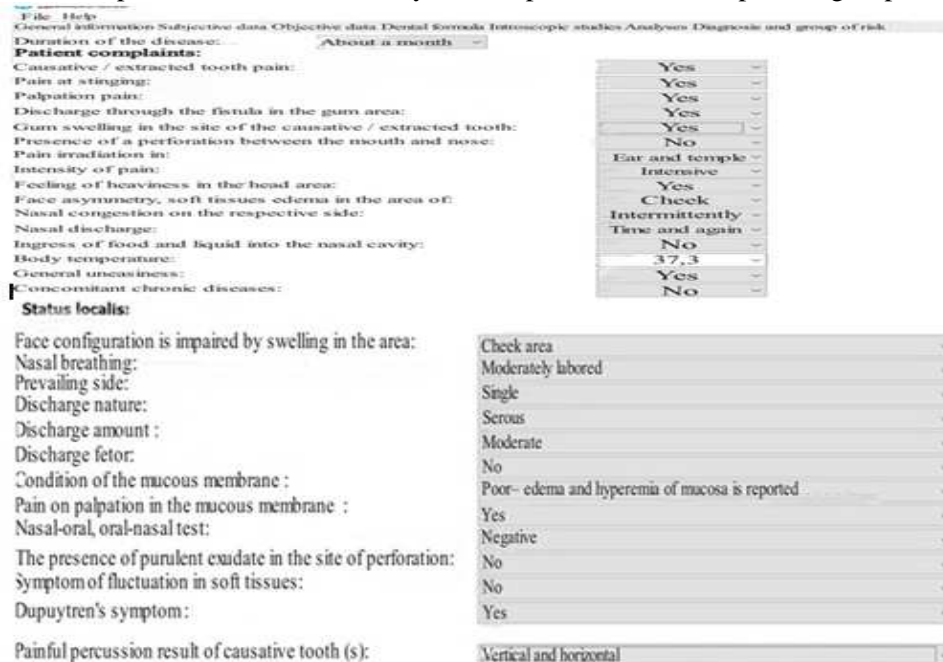 File Help
General information Subjective data Objective data Dental formula Introscopic studies Analyses Diagnosis and group of risk
Duration of the disease: About a month
Patient complaints:
Causative / extracted tooth pain: Yes
Pain at stinging: Yes
Palpation pain: Yes
Discharge through the fistula in the gum area: Yes
Gum swelling in the site of the causative / extracted tooth: Yes
Presence of a perforation between the mouth and nose: No
Pain irradiation in: Ear and temple
Intensity of pain: Intensive
Feeling of heaviness in the head area: Yes
Face asymmetry, soft tissues edema in the area of: Cheek
Nasal congestion on the respective side: Intermittently
Nasal discharge: Time and again
Ingress of food and liquid into the nasal cavity: No
Body temperature: 37,3
General uneasiness: Yes
Concomitant chronic diseases: No
Status localis:
Face configuration is impaired by swelling in the area: Cheek area
Nasal breathing: Moderately labored
Prevailing side: Single
Discharge nature: Serous
Discharge amount : Moderate
Discharge fetor: No
Condition of the mucous membrane : Poor– edema and hyperemia of mucosa is reported
Pain on palpation in the mucous membrane : Yes
Nasal-oral, oral-nasal test: Negative
The presence of purulent exudate in the site of perforation: No
Symptom of fluctuation in soft tissues: No
Dupuytren's symptom: Yes
Painful percussion result of causative tooth (s): Vertical and horizontal